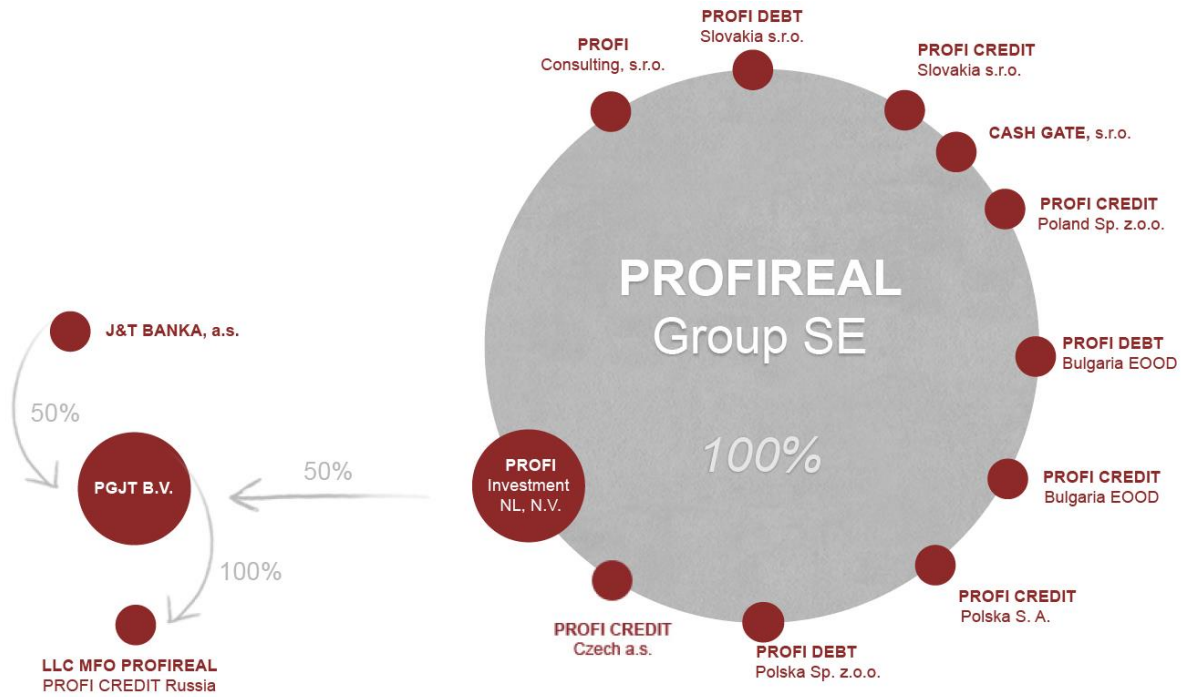 PROFI DEBT
Slovakia s.r.o.
PROFI
Consulting, s.r.o.
PROFI CREDIT
Slovakia s.r.o.
CASH GATE, s.r.o.
PROFI CREDIT
Poland Sp. z.o.o.
PROFIREAL
Group SE
J&T BANKA, a.s.
PROFI DEBT
Bulgaria EOOD
50%
100%
PROFI
Investment
NL, N.V.
50%
PGJT B.V.
PROFI CREDIT
Bulgaria EOOD
100%
PROFI CREDIT
Polska S. A.
PROFI CREDIT
Czech a.s.
PROFI DEBT
Polska Sp. z.o.o.
LLC MFO PROFIREAL
PROFI CREDIT Russia